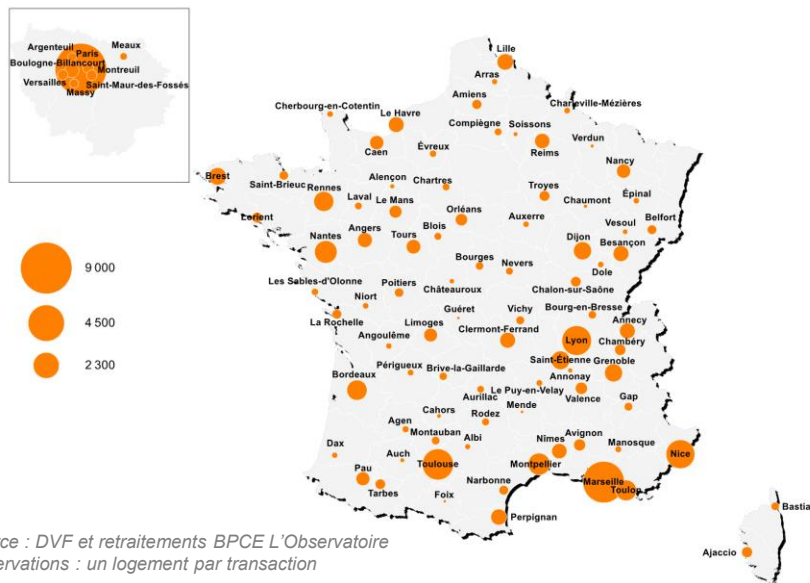 Argenteuil
Paris
Meaux
Boulogne-Billancourt
Montreuil
Versailles
Saint-Maur-des-Fossés
Massy
Lille
Arras
Amiens
Charleville-Mézières
Cherbourg-en-Cotentin
Le Havre
Compiègne
Soissons
Verdun
Caen
Évreux
Reims
Nancy
Brest
Saint-Brieuc
Alençon
Chartres
Troyes
Épinal
Rennes
Laval
Le Mans
Chaumont
Orléans
Auxerre
Vesoul
Belfort
Lorient
Angers
Blois
Nantes
Tours
Dijon
Besançon
Bourges
Nevers
Dole
Les Sables-d'Olonne
Poitiers
Châteauroux
Chalon-sur-Saône
Niort
Guéret
Vichy
Bourg-en-Bresse
La Rochelle
Limoges
Clermont-Ferrand
Annecy
Angoulême
Lyon
Chambéry
Saint-Étienne
Grenoble
Périgueux
Brive-la-Gaillarde
Annonay
Bordeaux
Aurillac
Le Puy-en-Velay
Valence
Gap
Cahors
Mende
Agen
Rodez
Montauban
Albi
Nîmes
Avignon
Manosque
Dax
Auch
Toulouse
Montpellier
Nice
Pau
Tarbes
Narbonne
Marseille
Toulon
Foix
Perpignan
Bastia
Ajaccio
9 000
4 500
2 300
rce : DVF et retraitements BPCE L'Observatoire
ervations : un logement par transaction